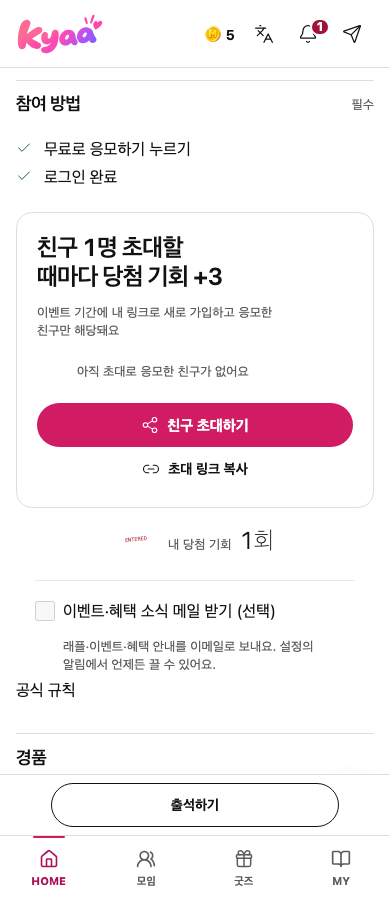 kyaa
5
1
참여 방법
필수
무료로 응모하기 누르기
로그인 완료
친구 1명 초대할
때마다 당첨 기회 +3
이벤트 기간에 내 링크로 새로 가입하고 응모한
친구만 해당돼요
아직 초대로 응모한 친구가 없어요
친구 초대하기
초대 링크 복사
ENTERED
내 당첨 기회 1회
이벤트·혜택 소식 메일 받기 (선택)
래플·이벤트·혜택 안내를 이메일로 보내요. 설정의
알림에서 언제든 끌 수 있어요.
공식 규칙
경품
출석하기
HOME
모임
굿즈
MY